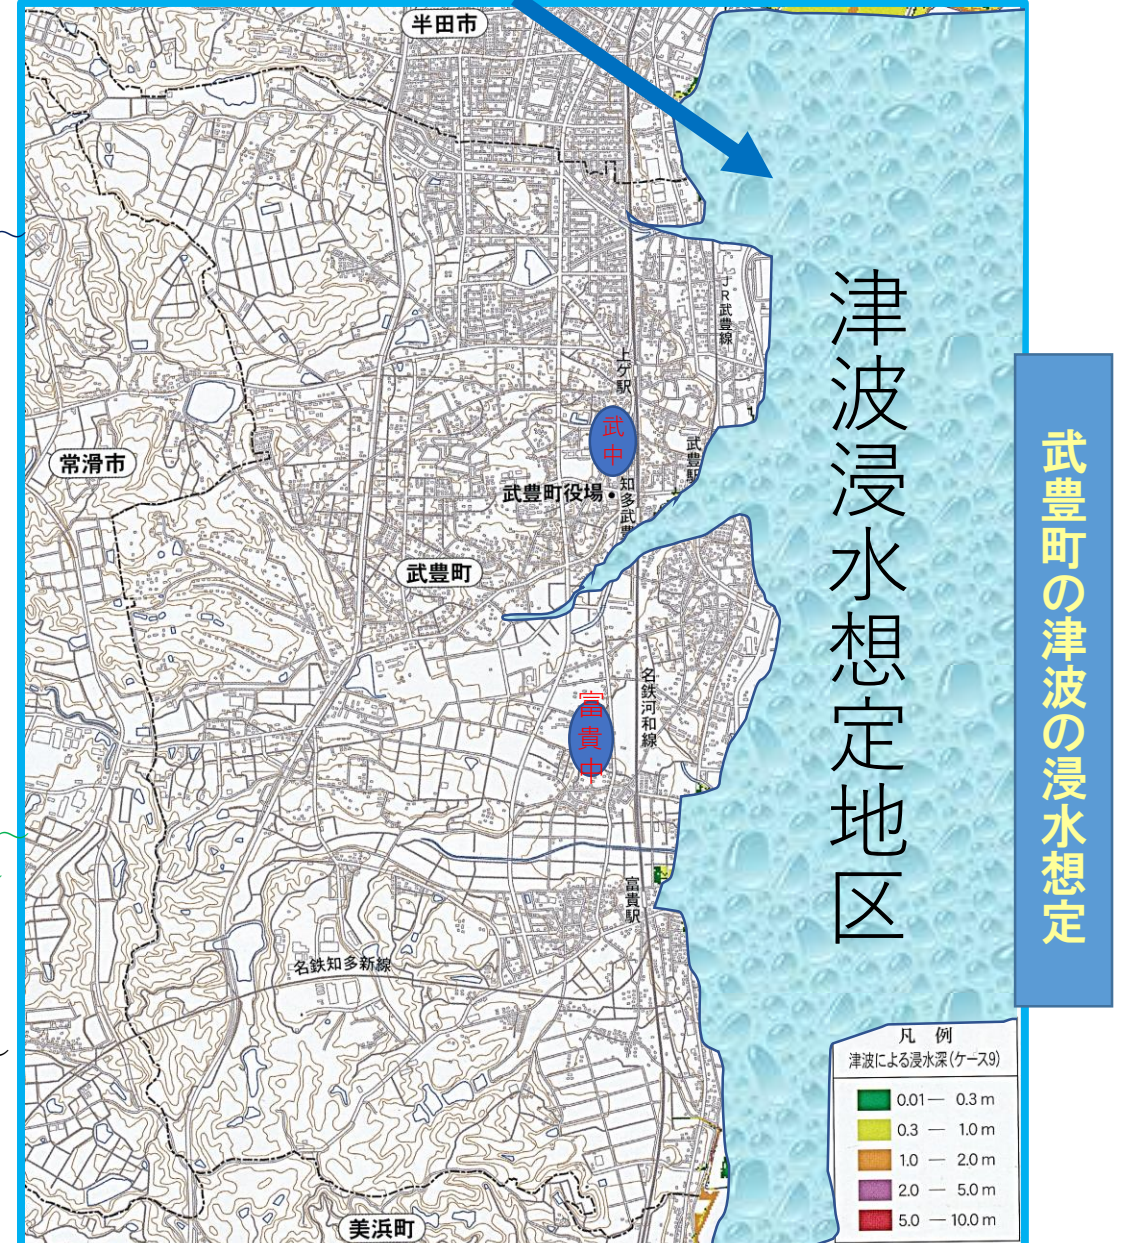 半田市
JR武豊線
上ゲ駅
武中
武豊駅
常滑市
武豊町役場
知多武豊
武豊町
津波浸水想定地区
武豊町の津波の浸水想定
名鉄河和線
富貴中
富貴駅
名鉄知多新線
美浜町
凡 例
津波による浸水深(ケース9)
0.01 — 0.3 m
0.3 — 1.0 m
1.0 — 2.0 m
2.0 — 5.0 m
5.0 — 10.0 m